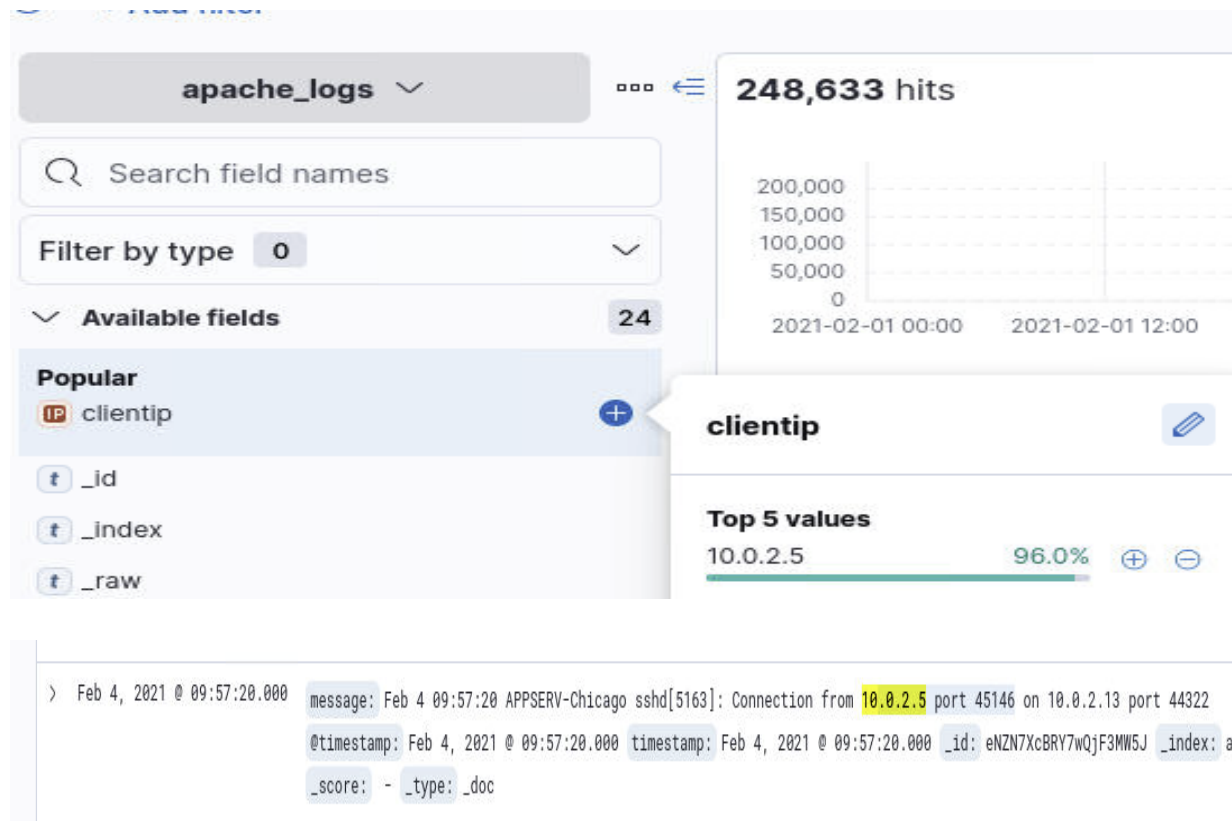 Add filter
apache_logs
248,633 hits
Search field names
200,000
150,000
100,000
50,000
0
2021-02-01 00:00 2021-02-01 12:00
Filter by type 0
Available fields 24
Popular
IP clientip
t _id
t _index
t _raw
clientip
Top 5 values
10.0.2.5 96.0%
Feb 4, 2021 @ 09:57:20.000 message: Feb 4 09:57:20 APPSERV-Chicago sshd[5163]: Connection from 10.0.2.5 port 45146 on 10.0.2.13 port 44322
@timestamp: Feb 4, 2021 @ 09:57:20.000 timestamp: Feb 4, 2021 @ 09:57:20.000 _id: eNZN7XcBRY7wQjF3MW5J _index: a
_score: - _type: _doc